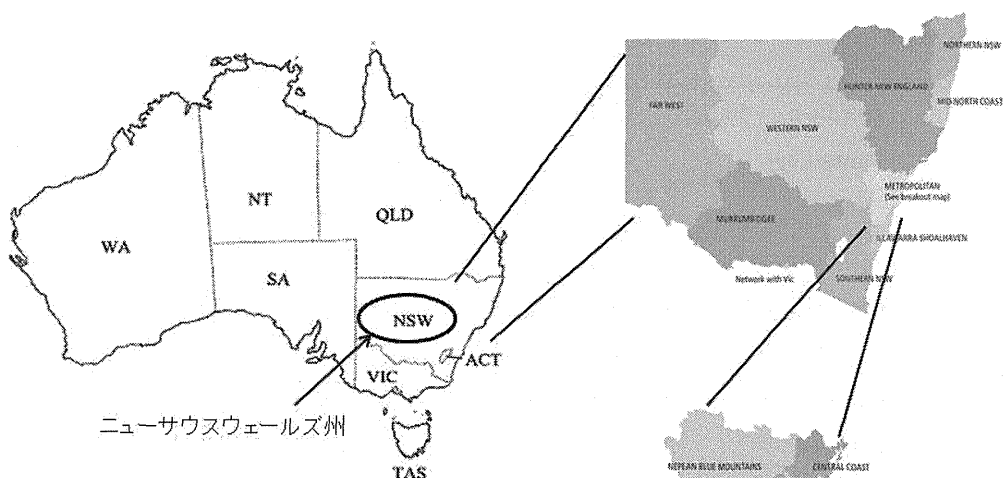 WA
NT
QLD
SA
NSW
ACT
VIC
TAS
ニューサウスウェールズ州
FAR WEST
WESTERN NSW
HUNTER NEW ENGLAND
NORTHERN NSW
MID NORTH COAST
METROPOLITAN
(See breakout map)
MURRUMBIDGEE
ILLAWARRA SHOALHAVEN
Network with Vic
SOUTHERN NSW
NEPEAN BLUE MOUNTAINS
CENTRAL COAST